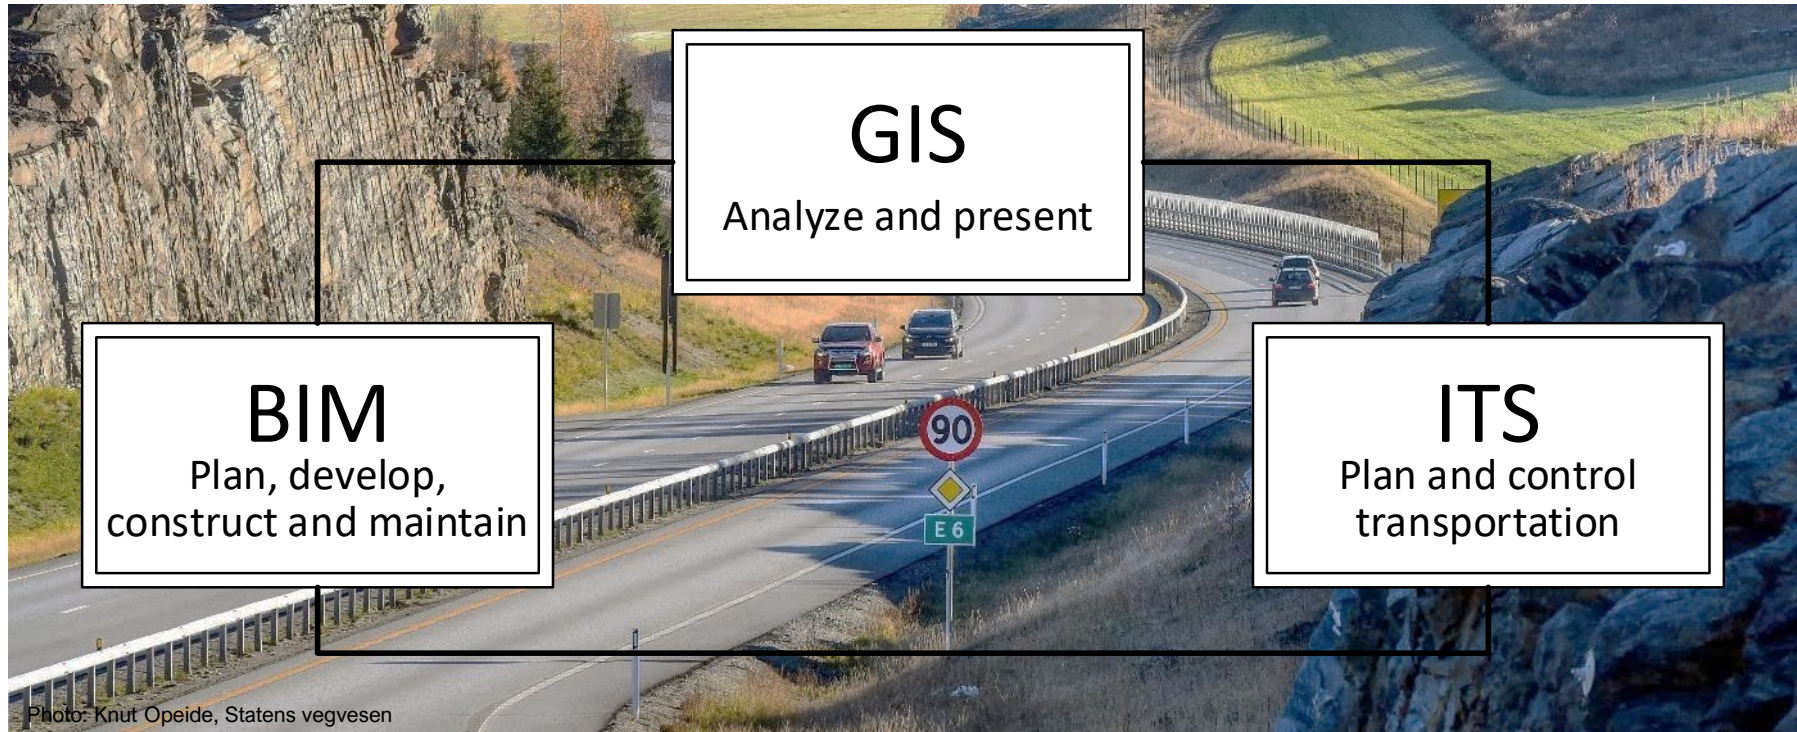 GIS
Analyze and present
BIM
Plan, develop,
construct and maintain
ITS
Plan and control
transportation
90
E 6
Photo: Knut Opeide, Statens vegvesen